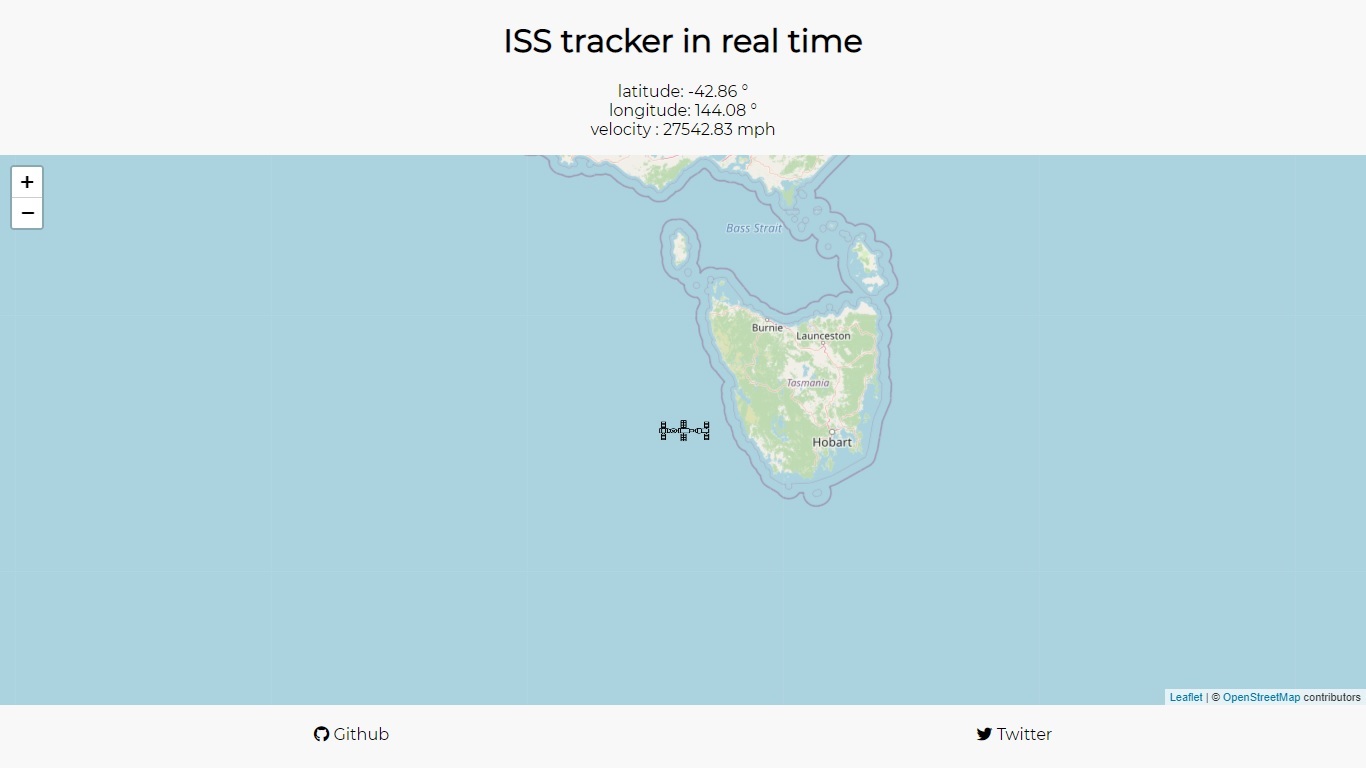 ISS tracker in real time
latitude: -42.86 °
longitude: 144.08 °
velocity : 27542.83 mph
+
−
Bass Strait
Burnie
Launceston
Tasmania
Hobart
Leaflet | © OpenStreetMap contributors
Github
Twitter